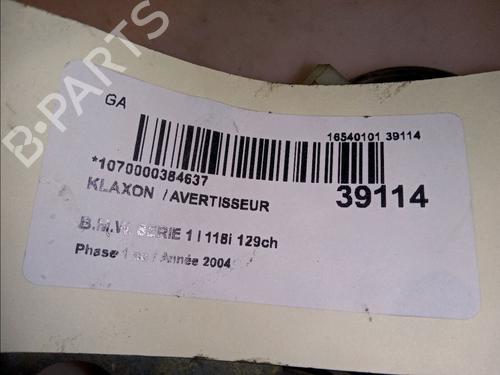 B-PARTS
GA
16540101 39114
*1070000384637
39114
KLAXON / AVERTISSEUR
B.M.W. SERIE 1 I 118i 129ch
Phase 1 Année 2004